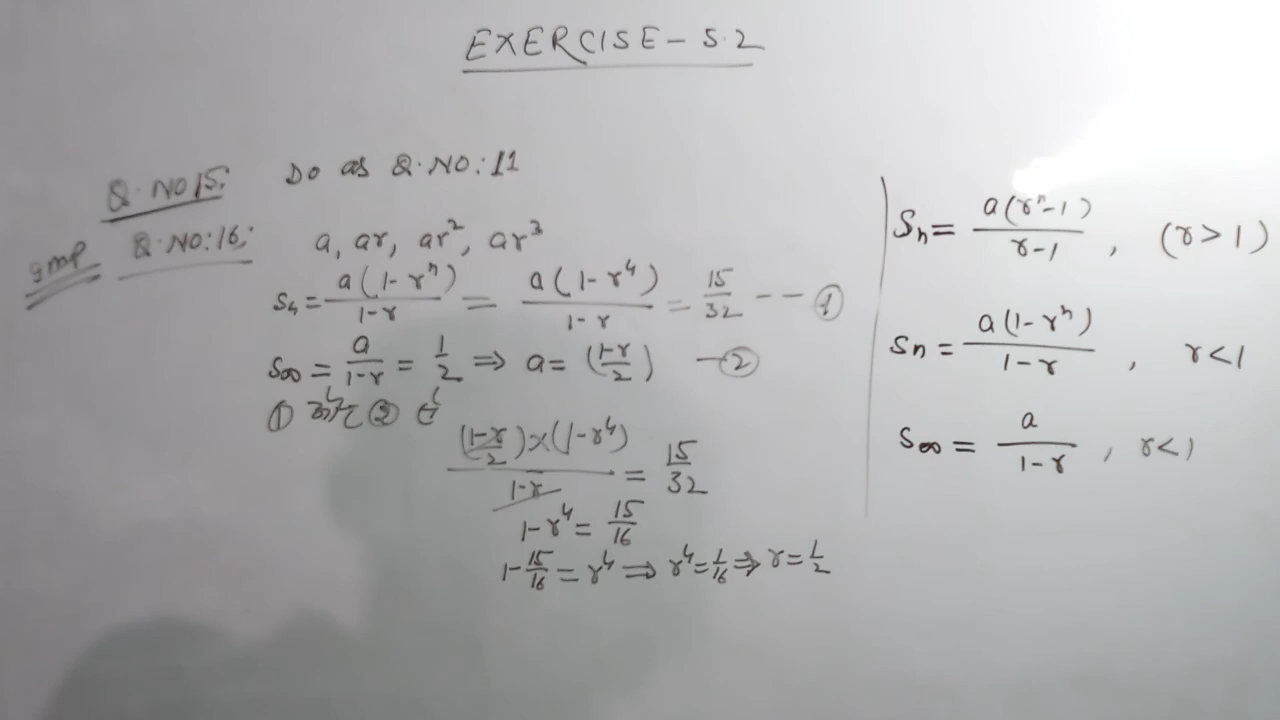 EXERCISE - 5.2
Q. NO 15: Do as Q. NO: 11
Imp Q. NO: 16: a, ar, ar², ar³
S₄ = a(1-rⁿ)/1-r = a(1-r⁴)/1-r = 15/32 -- ①
S∞ = a/1-r = 1/2 ⇒ a = (1-r/2) -②
① ②
(1-r/2)×(1-r⁴)/1-r = 15/32
1-r⁴ = 15/16
1-15/16 = r⁴ ⇒ r⁴ = 1/16 ⇒ r = 1/2
Sn = a(rⁿ-1)/r-1 , (r > 1)
Sn = a(1-rⁿ)/1-r , r<1
S∞ = a/1-r , r<1